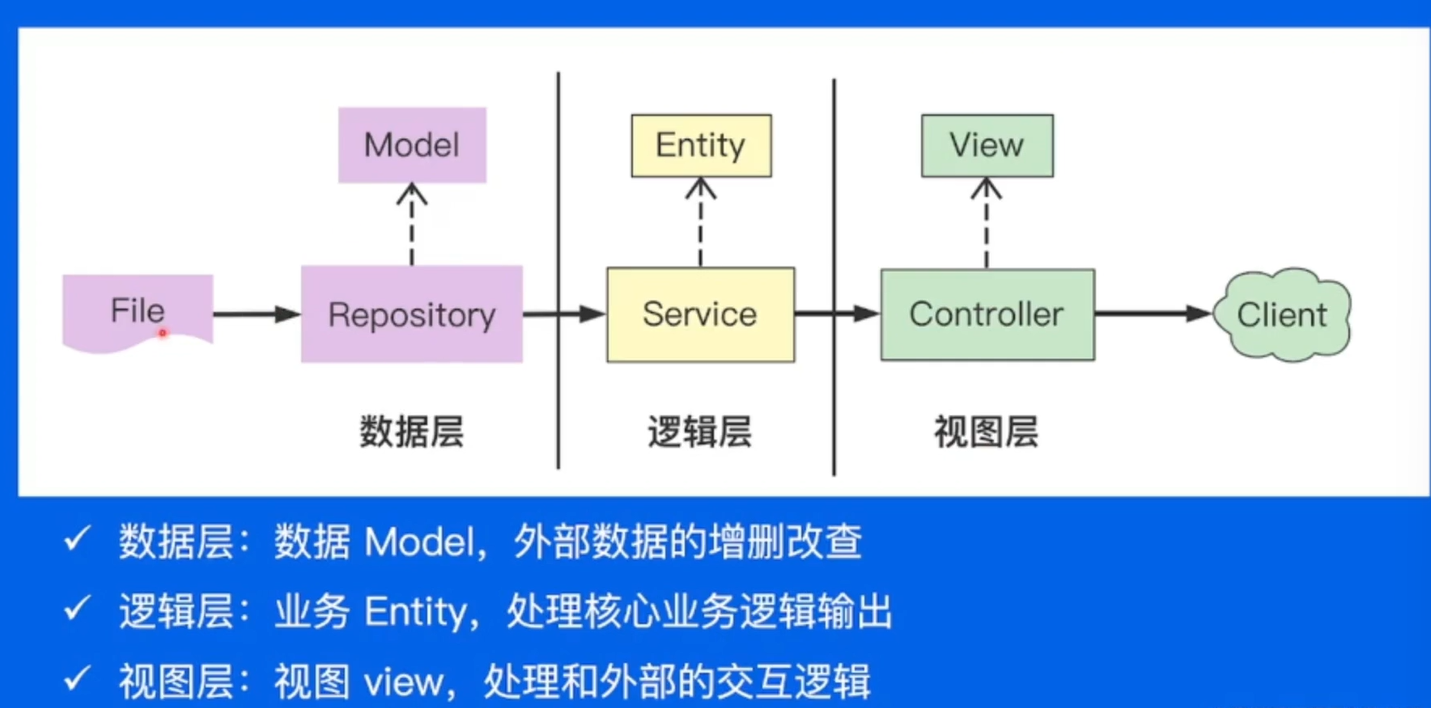 Model Entity View
File Repository Service Controller Client
数据层 逻辑层 视图层
✓ 数据层：数据 Model，外部数据的增删改查
✓ 逻辑层：业务 Entity，处理核心业务逻辑输出
✓ 视图层：视图 view，处理和外部的交互逻辑